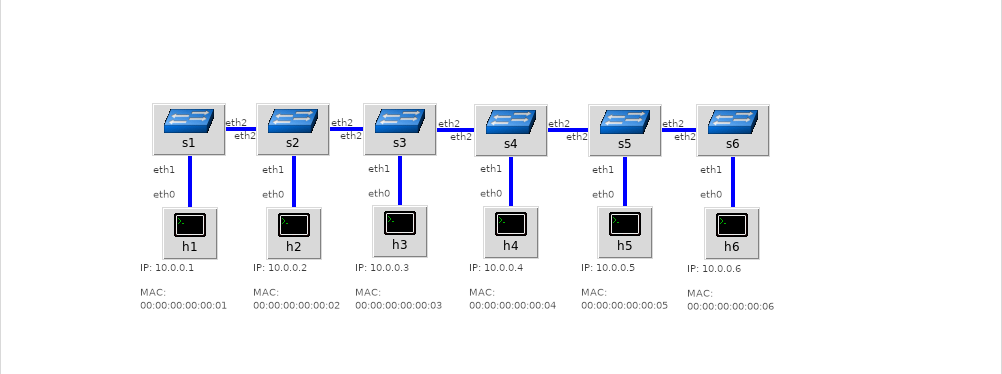 eth2 eth2 eth2 eth2 eth2
eth2 eth2 eth2 eth2 eth2
s1 s2 s3 s4 s5 s6
eth1 eth1 eth1 eth1 eth1 eth1
eth0 eth0 eth0 eth0 eth0 eth0
h1 h2 h3 h4 h5 h6
IP: 10.0.0.1 IP: 10.0.0.2 IP: 10.0.0.3 IP: 10.0.0.4 IP: 10.0.0.5 IP: 10.0.0.6
MAC: MAC: MAC: MAC: MAC: MAC:
00:00:00:00:00:01 00:00:00:00:00:02 00:00:00:00:00:03 00:00:00:00:00:04 00:00:00:00:00:05 00:00:00:00:00:06